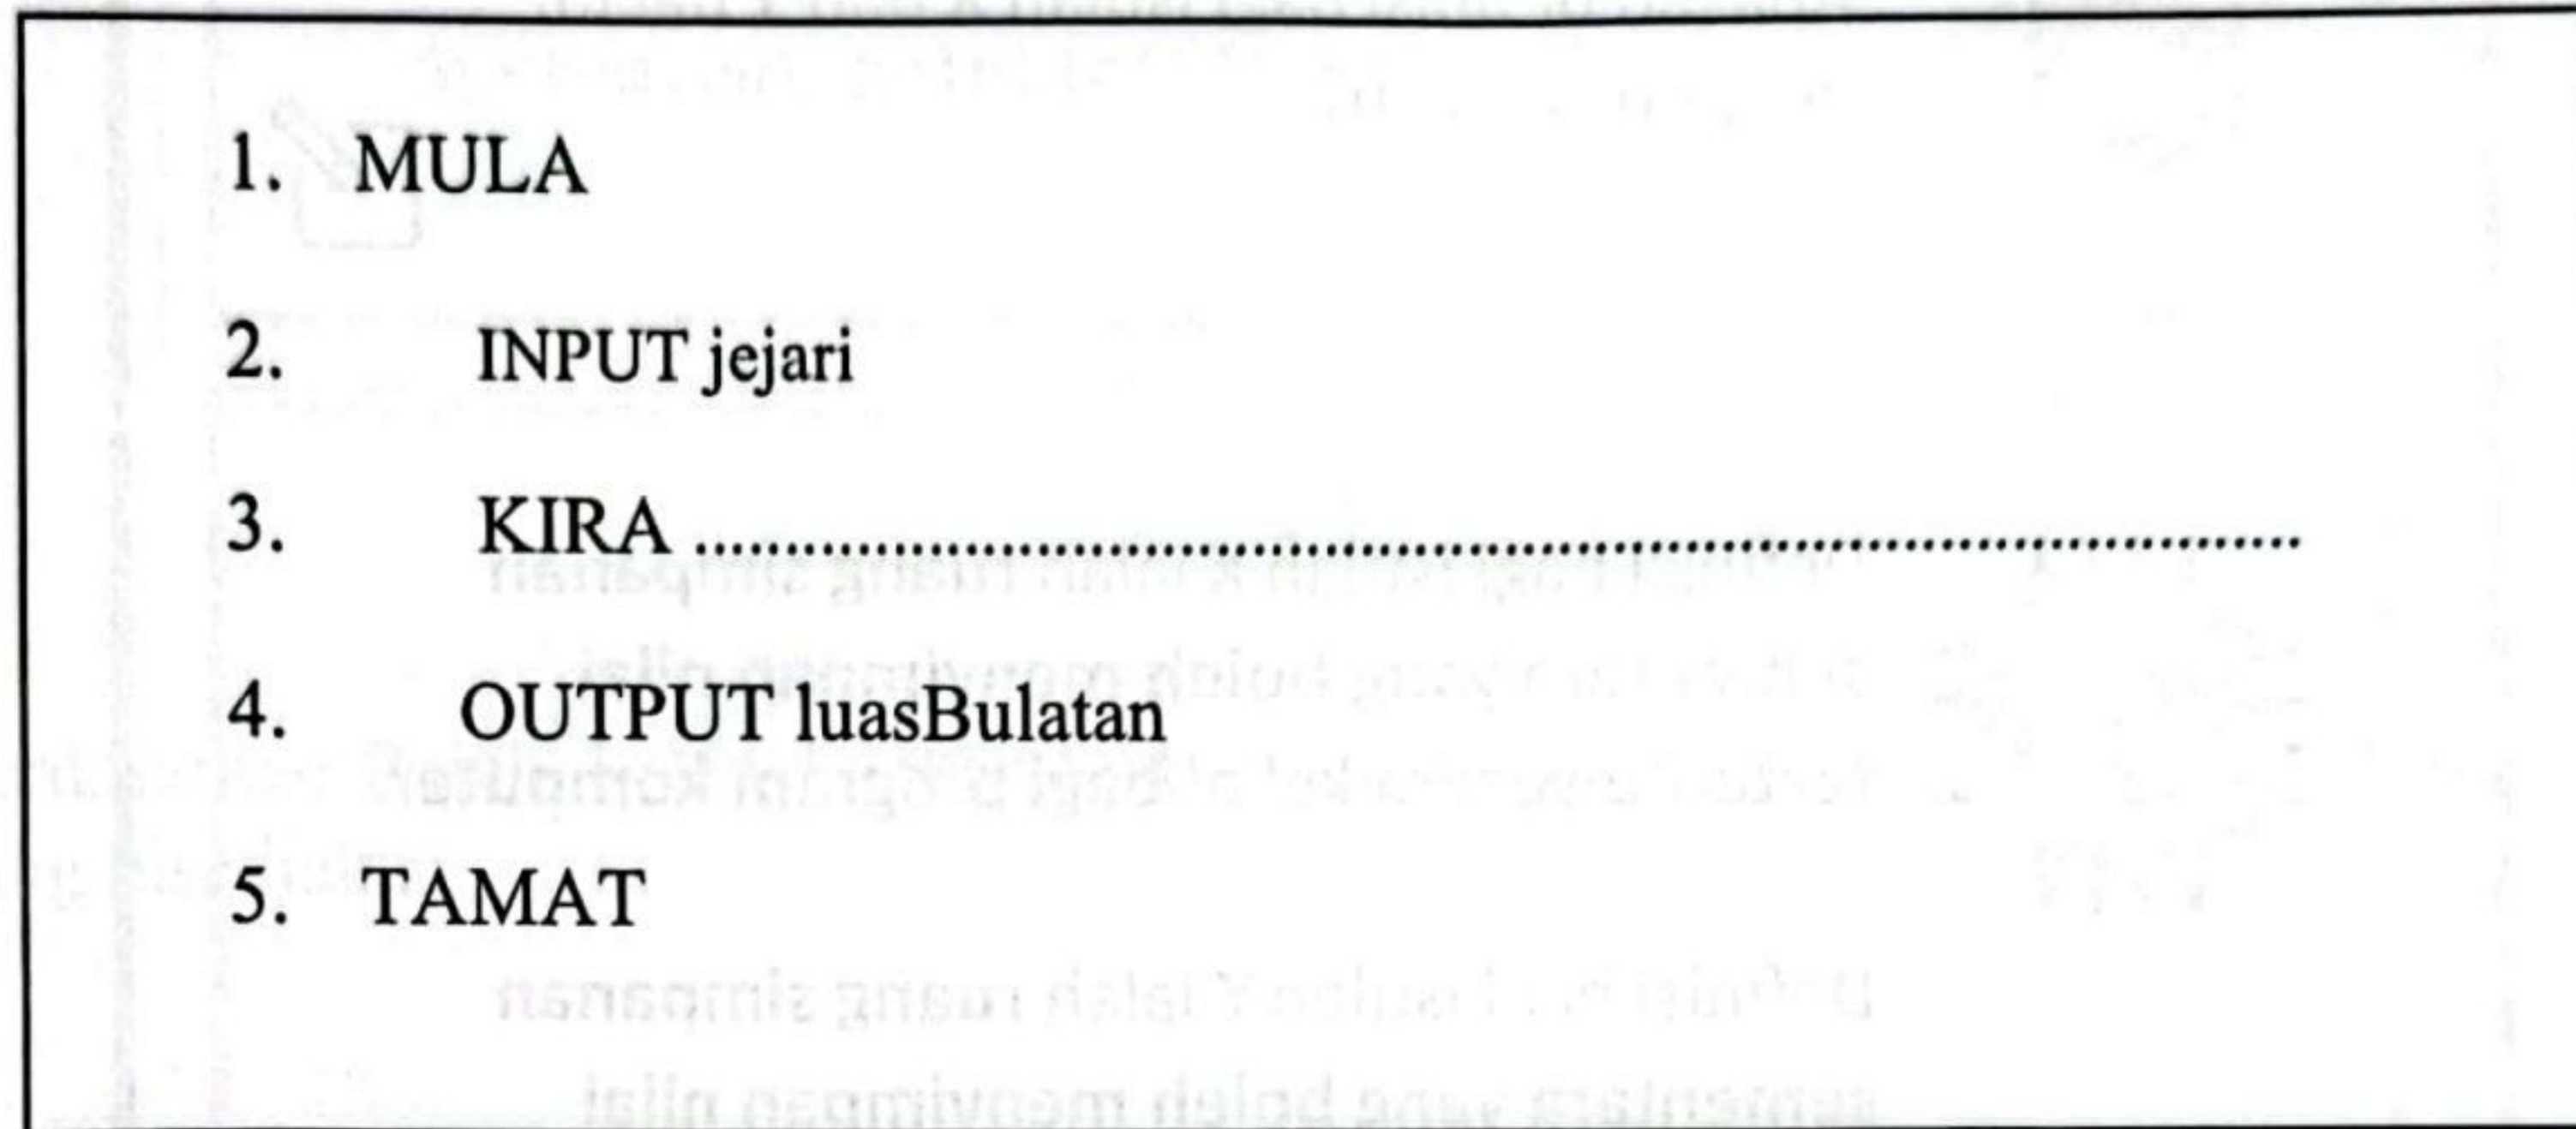 1. MULA
2. INPUT jejari
3. KIRA ..........................................................................................
4. OUTPUT luasBulatan
5. TAMAT